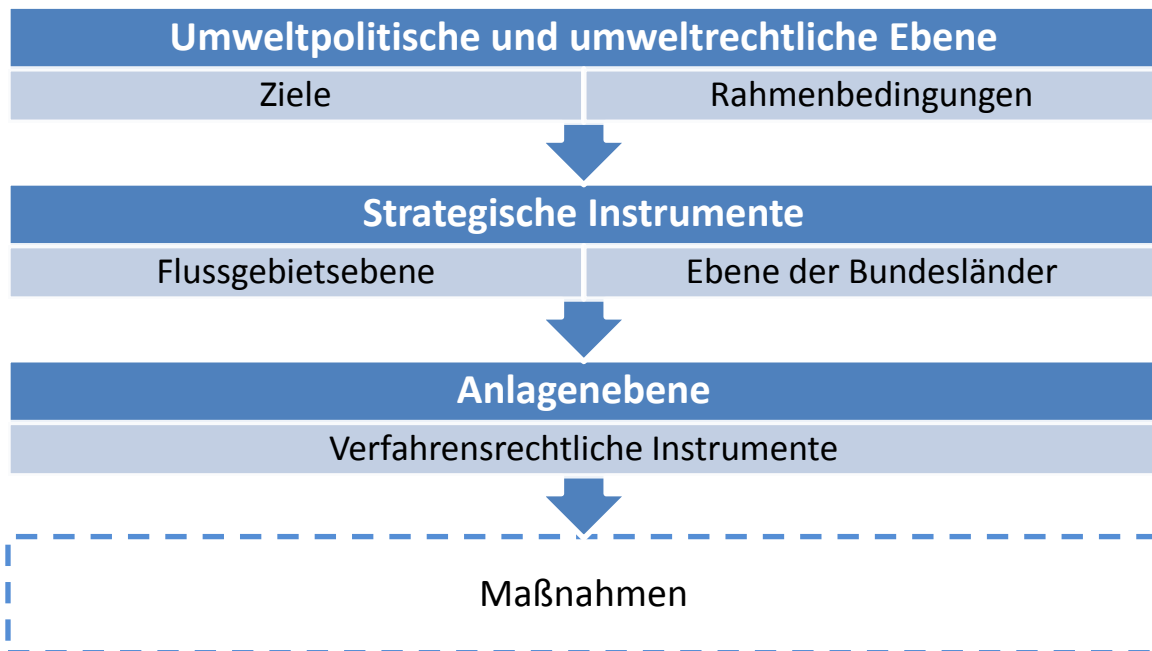 Umweltpolitische und umweltrechtliche Ebene
Ziele
Rahmenbedingungen
Strategische Instrumente
Flussgebietsebene
Ebene der Bundesländer
Anlagenebene
Verfahrensrechtliche Instrumente
Maßnahmen